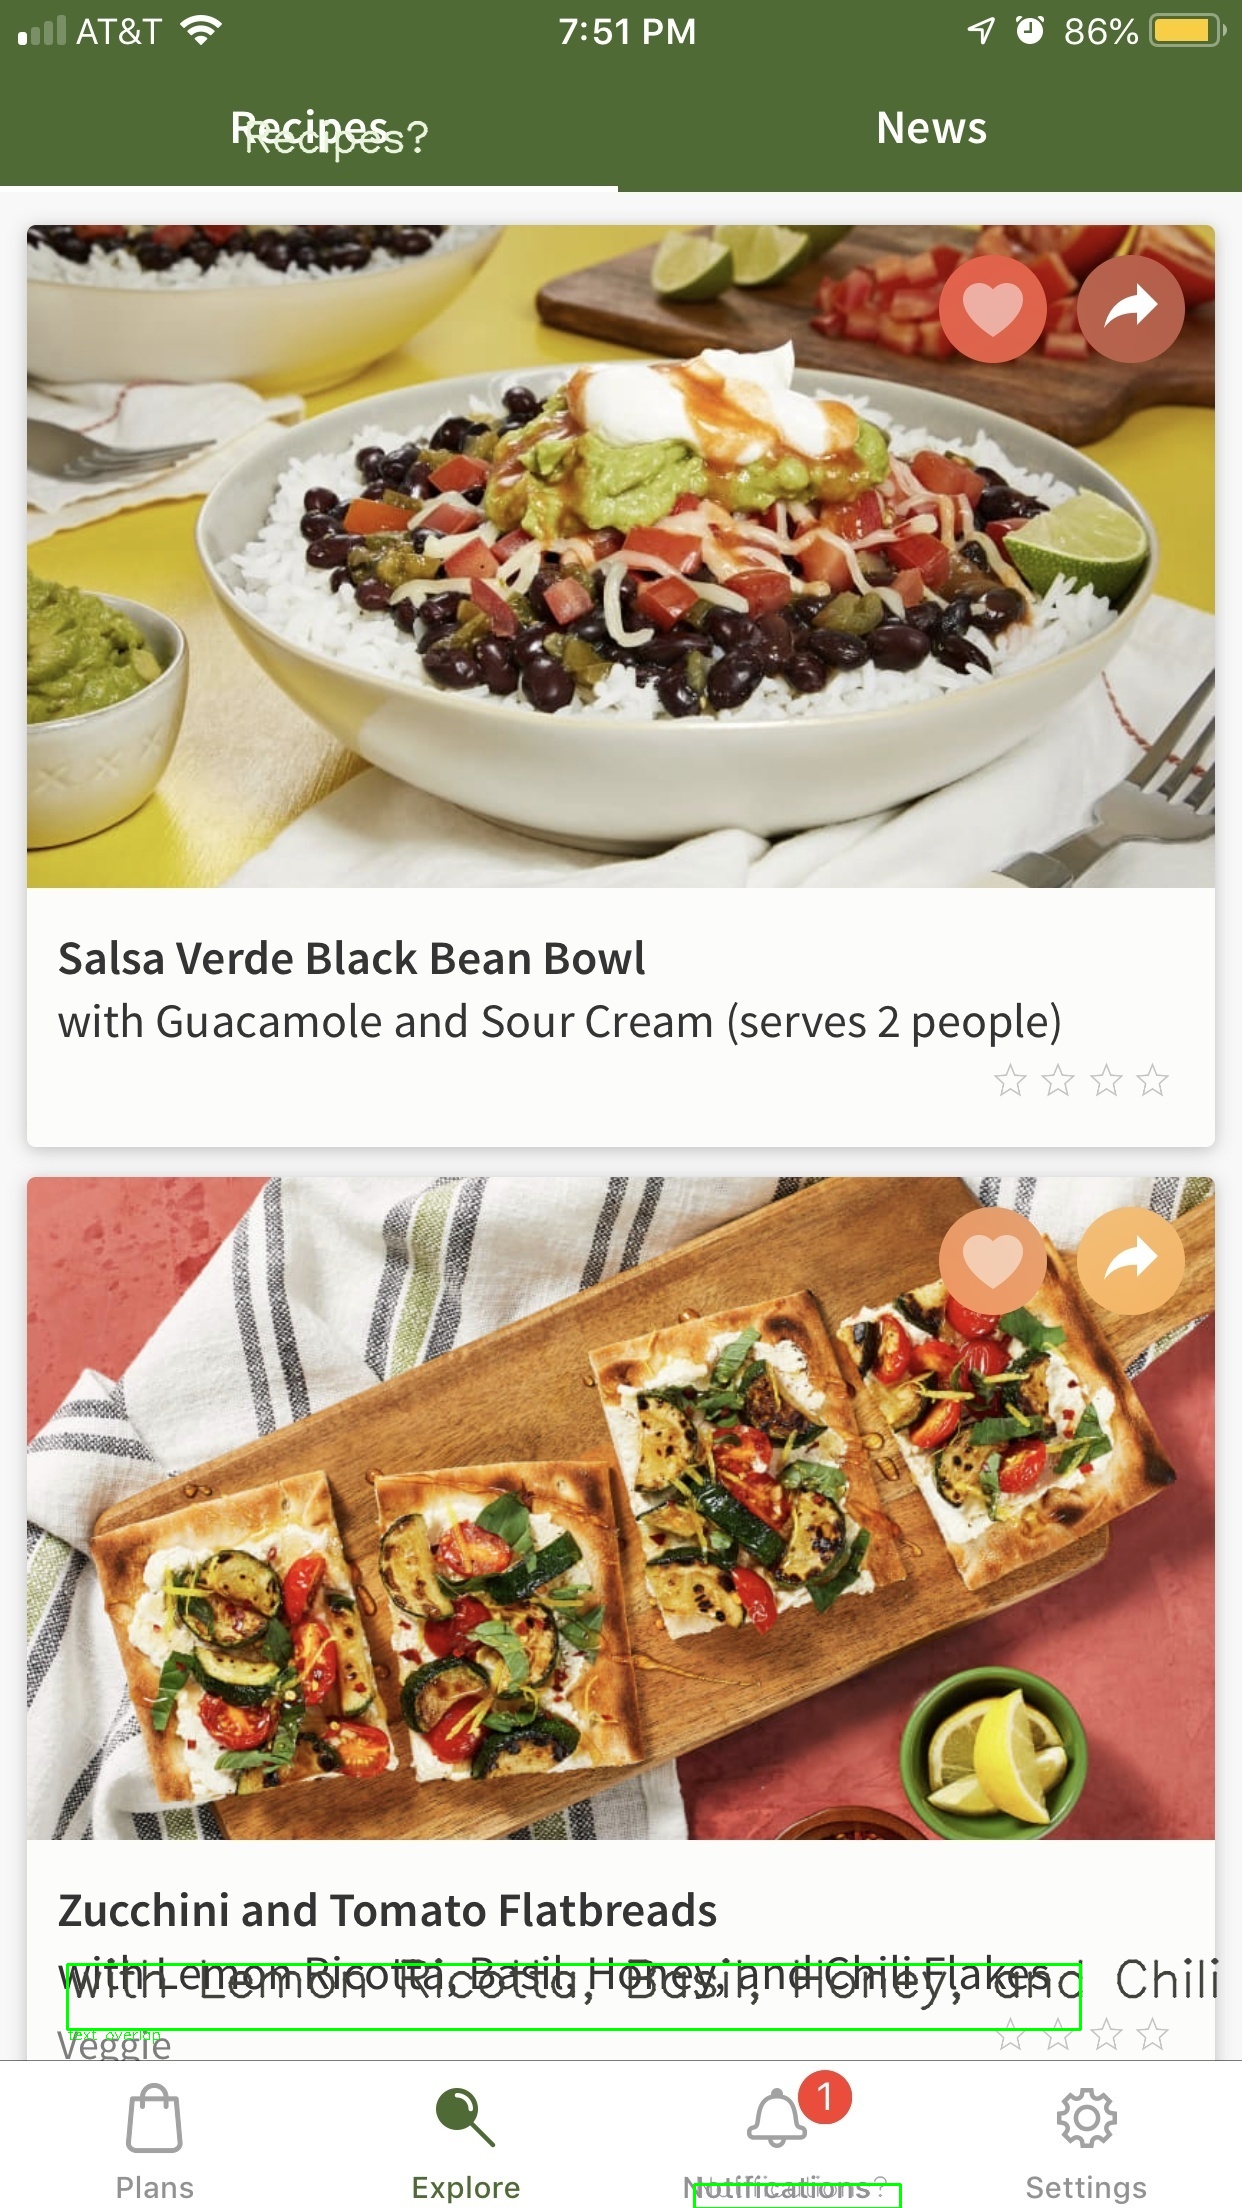 AT&T 7:51 PM 86%
Recipes News
Recipes?
Salsa Verde Black Bean Bowl
with Guacamole and Sour Cream (serves 2 people)
Zucchini and Tomato Flatbreads
with Lemon Ricotta, Basil, Honey, and Chili Flakes
with Lemon Ricotta, Basil, Honey, and Chili
text_overlap
Veggie
1
Plans Explore Notifications Settings
Notifications?